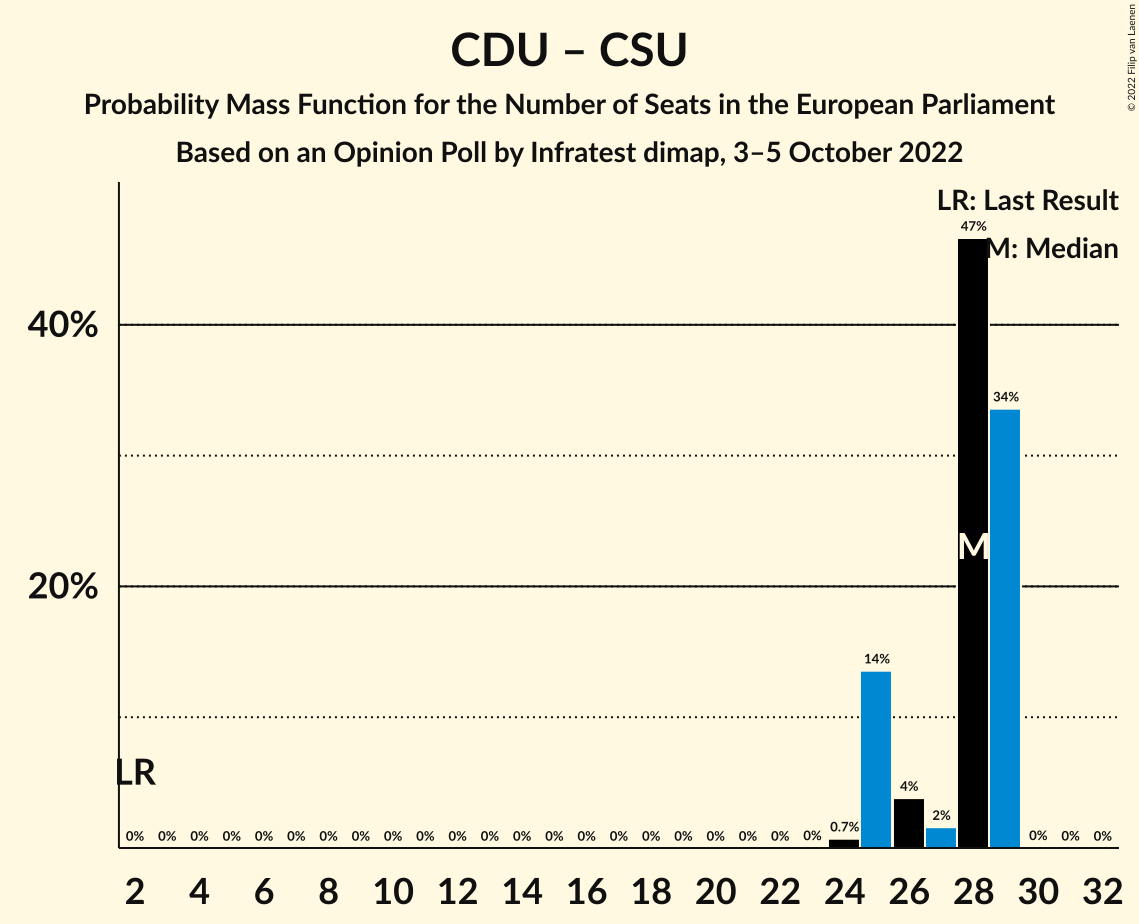 CDU – CSU
Probability Mass Function for the Number of Seats in the European Parliament
Based on an Opinion Poll by Infratest dimap, 3–5 October 2022
© 2022 Filip van Laenen
LR: Last Result
M: Median
47%
40%
34%
M
20%
14%
LR
4%
2%
0.7%
0% 0% 0% 0% 0% 0% 0% 0% 0% 0% 0% 0% 0% 0% 0% 0% 0% 0% 0% 0% 0% 0% 0% 0% 0%
2 4 6 8 10 12 14 16 18 20 22 24 26 28 30 32